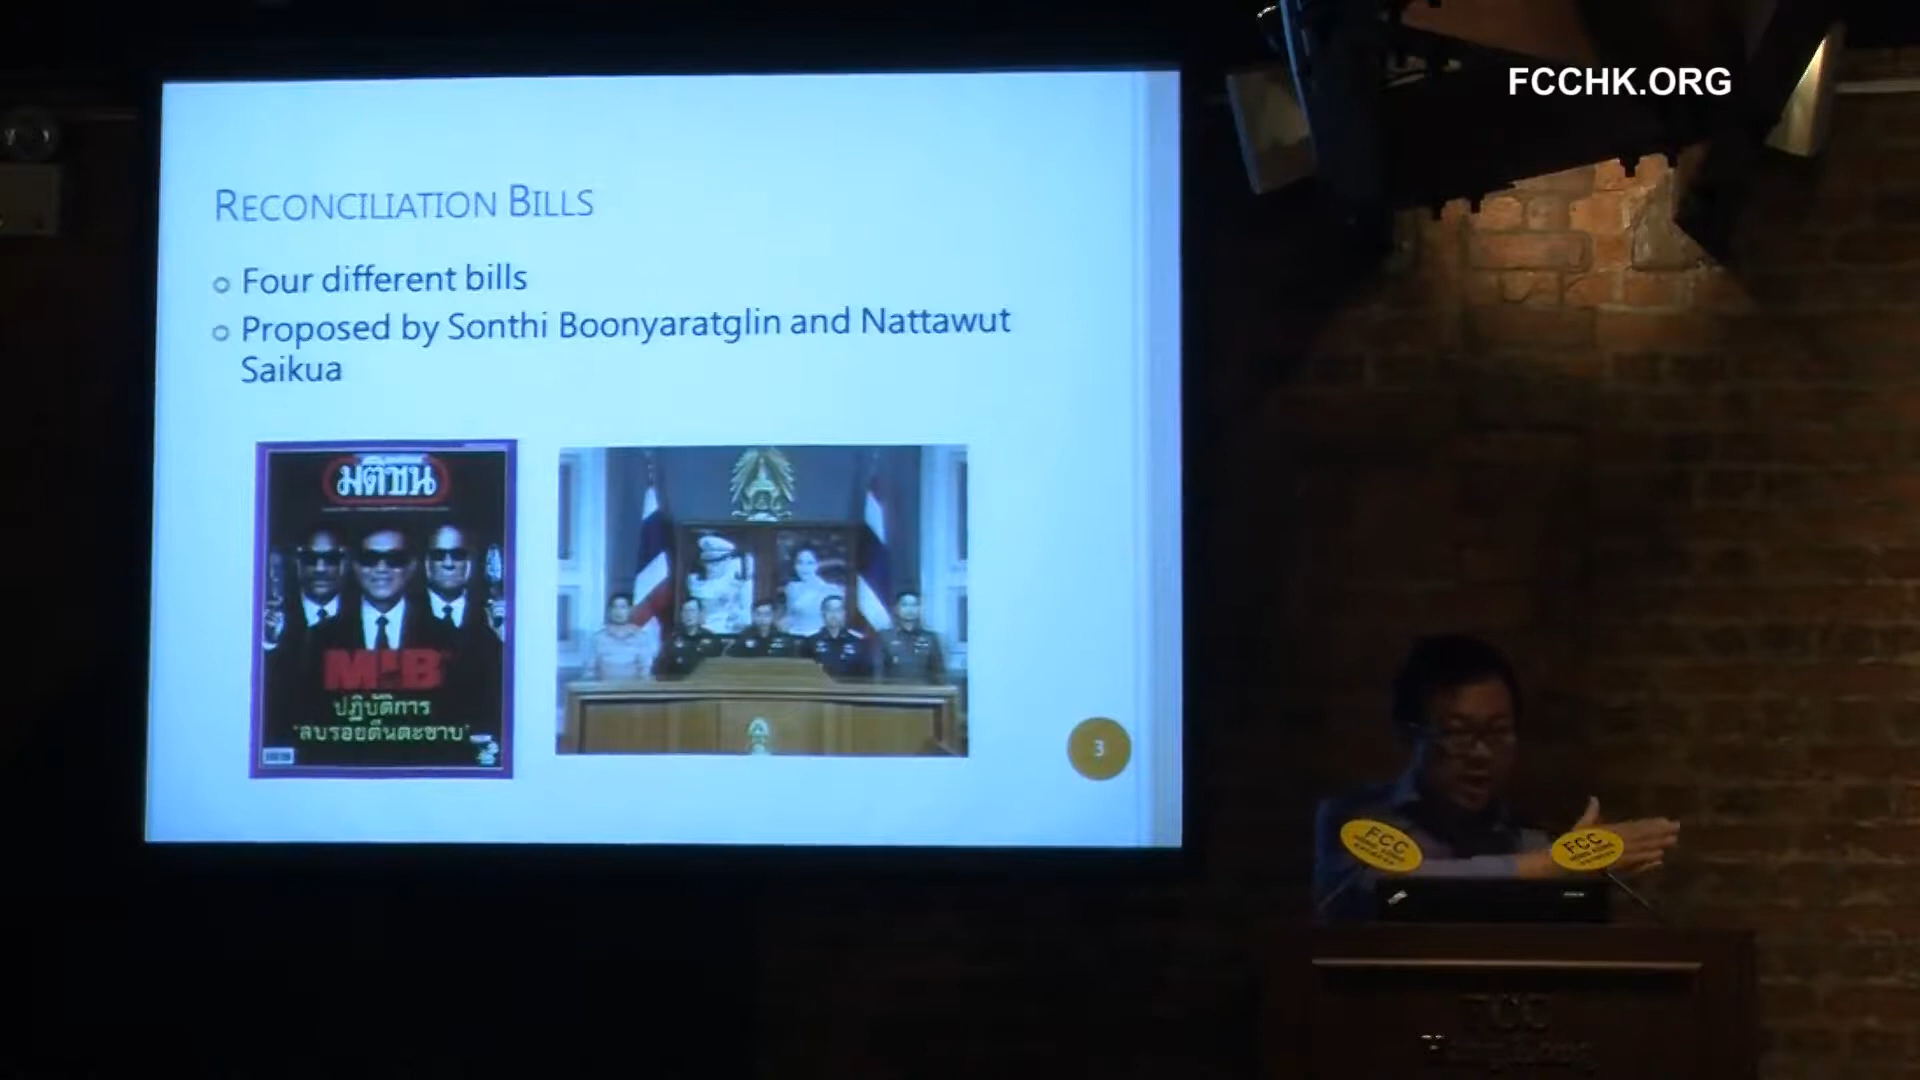 FCCHK.ORG
RECONCILIATION BILLS
Four different bills
Proposed by Sonthi Boonyaratglin and Nattawut
Saikua
มติชน
MIB
ปฏิบัติการ
'ลบรอยตีนตะขาบ'
3
FCC
FCC
FCC